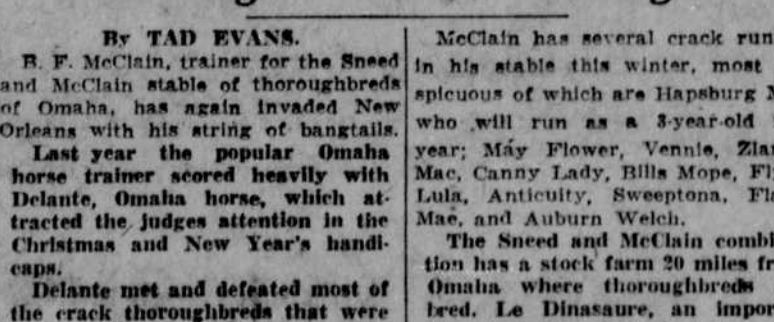 By TAD EVANS.
B. F. McClain, trainer for the Sneed
and McClain stable of thoroughbreds
of Omaha, has again invaded New
Orleans with his string of bangtails.
Last year the popular Omaha
horse trainer scored heavily with
Delante, Omaha horse, which at-
tracted the judges attention in the
Christmas and New Year's handi-
caps.
Delante met and defeated most of
the crack thoroughbreds that were
McClain has several crack run
in his stable this winter, most
spicuous of which are Hapsburg M
who will run as a 3-year-old
year; May Flower, Vennie, Zian
Mac, Canny Lady, Bills Mope, Fl
Lula, Anticuity, Sweeptona, Fla
Mae, and Auburn Welch.
The Sneed and McClain combi
tion has a stock farm 20 miles fr
Omaha where thoroughbreds
bred. Le Dinasaure, an impor